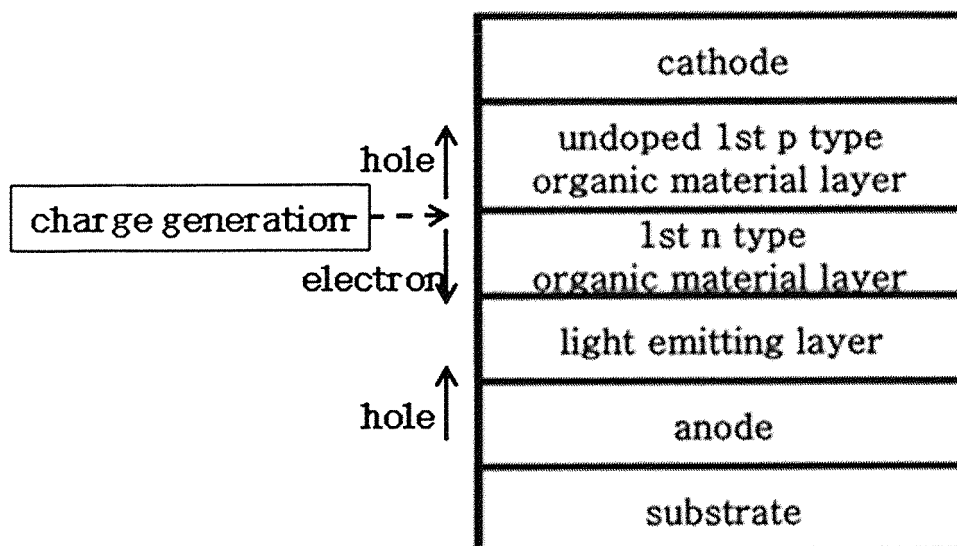 cathode
undoped 1st p type
organic material layer
hole
charge generation
1st n type
organic material layer
electron
light emitting layer
hole
anode
substrate